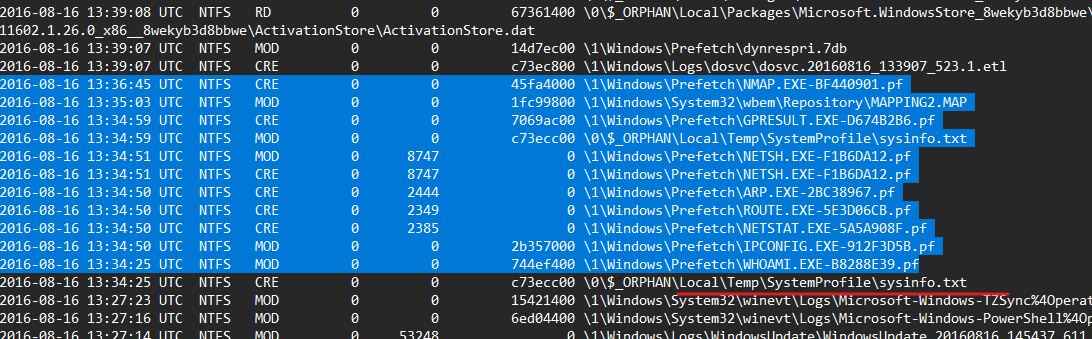 2016-08-16 13:39:08 UTC NTFS RD 0 0 67361400 \0\$_ORPHAN\Local\Packages\Microsoft.WindowsStore_8wekyb3d8bbwe\
11602.1.26.0_x86__8wekyb3d8bbwe\ActivationStore\ActivationStore.dat
2016-08-16 13:39:07 UTC NTFS MOD 0 0 14d7ec00 \1\Windows\Prefetch\dynrespri.7db
2016-08-16 13:39:07 UTC NTFS CRE 0 0 c73ec800 \1\Windows\Logs\dosvc\dosvc.20160816_133907_523.1.etl
2016-08-16 13:36:45 UTC NTFS CRE 0 0 45fa4000 \1\Windows\Prefetch\NMAP.EXE-BF440901.pf
2016-08-16 13:35:03 UTC NTFS MOD 0 0 1fc99800 \1\Windows\System32\wbem\Repository\MAPPING2.MAP
2016-08-16 13:34:59 UTC NTFS CRE 0 0 7069ac00 \1\Windows\Prefetch\GPRESULT.EXE-D674B2B6.pf
2016-08-16 13:34:59 UTC NTFS MOD 0 0 c73ecc00 \0\$_ORPHAN\Local\Temp\SystemProfile\sysinfo.txt
2016-08-16 13:34:51 UTC NTFS MOD 0 8747 0 \1\Windows\Prefetch\NETSH.EXE-F1B6DA12.pf
2016-08-16 13:34:51 UTC NTFS CRE 0 8747 0 \1\Windows\Prefetch\NETSH.EXE-F1B6DA12.pf
2016-08-16 13:34:50 UTC NTFS CRE 0 2444 0 \1\Windows\Prefetch\ARP.EXE-2BC38967.pf
2016-08-16 13:34:50 UTC NTFS CRE 0 2349 0 \1\Windows\Prefetch\ROUTE.EXE-5E3D06CB.pf
2016-08-16 13:34:50 UTC NTFS CRE 0 2385 0 \1\Windows\Prefetch\NETSTAT.EXE-5A5A908F.pf
2016-08-16 13:34:50 UTC NTFS MOD 0 0 2b357000 \1\Windows\Prefetch\IPCONFIG.EXE-912F3D5B.pf
2016-08-16 13:34:25 UTC NTFS MOD 0 0 744ef400 \1\Windows\Prefetch\WHOAMI.EXE-B8288E39.pf
2016-08-16 13:34:25 UTC NTFS CRE 0 0 c73ecc00 \0\$_ORPHAN\Local\Temp\SystemProfile\sysinfo.txt
2016-08-16 13:27:23 UTC NTFS MOD 0 0 15421400 \1\Windows\System32\winevt\Logs\Microsoft-Windows-TZSync%4Operat
2016-08-16 13:27:16 UTC NTFS MOD 0 0 6ed04400 \1\Windows\System32\winevt\Logs\Microsoft-Windows-PowerShell%4O
2016-08-16 13:27:14 UTC NTFS MOD 0 53248 0 \1\Windows\Logs\WindowsUpdate\WindowsUpdate.20160816.145437.611